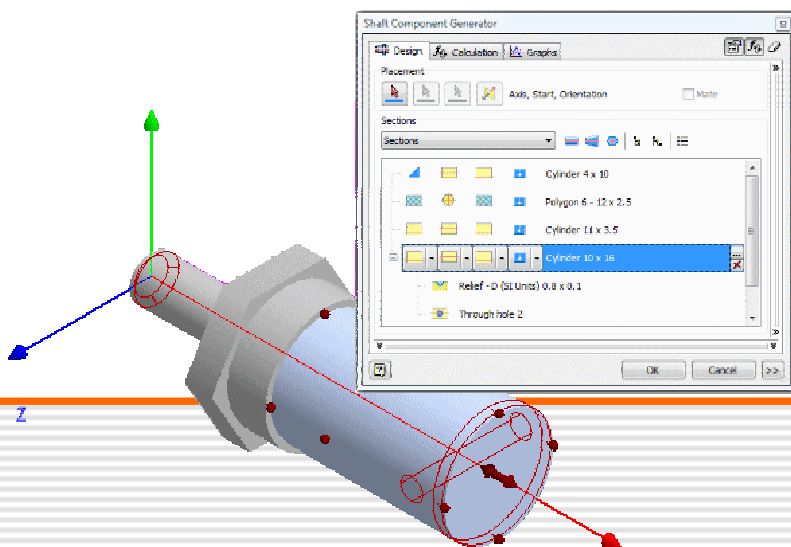 Shaft Component Generator
Design Calculation Graphs
Placement
Axis, Start, Orientation Mate
Sections
Sections
Cylinder 4 x 10
Polygon 6 - 12 x 2.5
Cylinder 11 x 3.5
Cylinder 10 x 16
Relief -D (SI Units) 0.8 x 0.1
Through hole 2
OK Cancel >>
Z